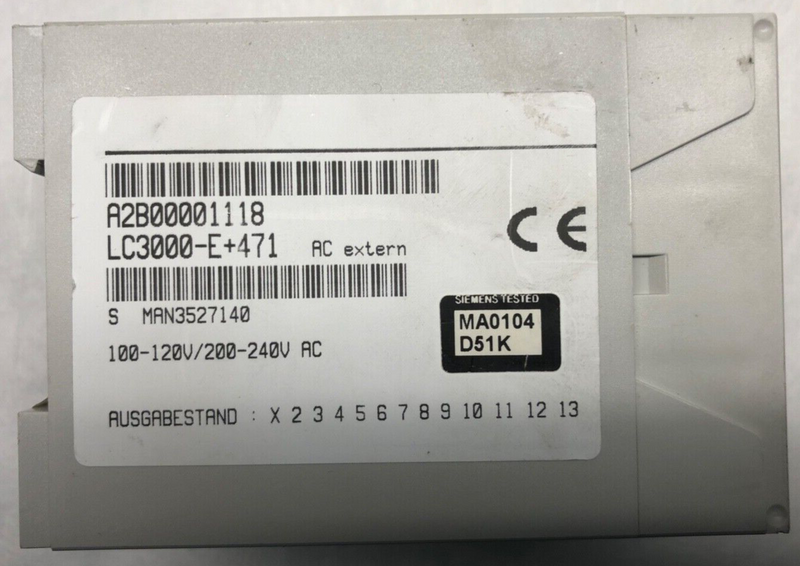 A2B00001118
LC3000-E+471 AC extern
S MAN3527140
100-120V/200-240V AC
AUSGABESTAND : X 2 3 4 5 6 7 8 9 10 11 12 13
CE
SIEMENS TESTED
MA0104
D51K